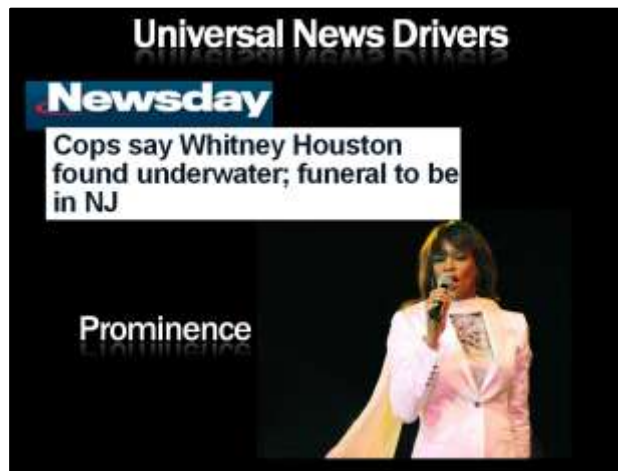 Universal News Drivers
Newsday
Cops say Whitney Houston
found underwater; funeral to be
in NJ
Prominence